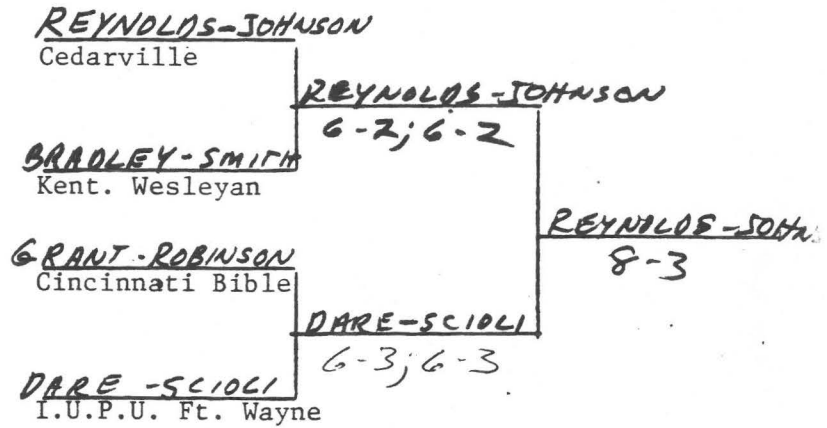 REYNOLDS-JOHNSON
Cedarville
REYNOLDS-JOHNSON
6-2; 6-2
BRADLEY-SMITH
Kent. Wesleyan
REYNOLDS-JOHN
8-3
GRANT-ROBINSON
Cincinnati Bible
DARE-SCIOLI
6-3; 6-3
DARE-SCIOLI
I.U.P.U. Ft. Wayne